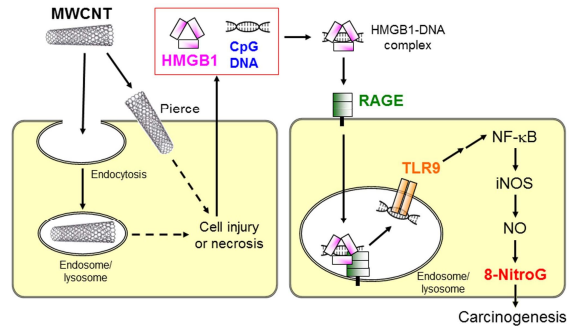 MWCNT
HMGB1
CpG
DNA
HMGB1-DNA
complex
Pierce
RAGE
Endocytosis
Cell injury
or necrosis
Endosome/
lysosome
TLR9
NF-κB
iNOS
NO
8-NitroG
Endosome/
lysosome
Carcinogenesis